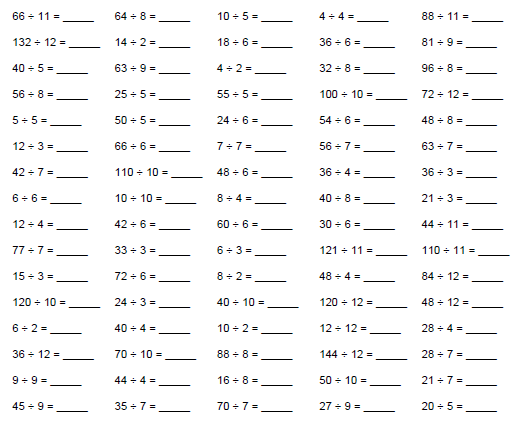 66 ÷ 11 = _____ 64 ÷ 8 = _____ 10 ÷ 5 = _____ 4 ÷ 4 = _____ 88 ÷ 11 = _____
132 ÷ 12 = _____ 14 ÷ 2 = _____ 18 ÷ 6 = _____ 36 ÷ 6 = _____ 81 ÷ 9 = _____
40 ÷ 5 = _____ 63 ÷ 9 = _____ 4 ÷ 2 = _____ 32 ÷ 8 = _____ 96 ÷ 8 = _____
56 ÷ 8 = _____ 25 ÷ 5 = _____ 55 ÷ 5 = _____ 100 ÷ 10 = _____ 72 ÷ 12 = _____
5 ÷ 5 = _____ 50 ÷ 5 = _____ 24 ÷ 6 = _____ 54 ÷ 6 = _____ 48 ÷ 8 = _____
12 ÷ 3 = _____ 66 ÷ 6 = _____ 7 ÷ 7 = _____ 56 ÷ 7 = _____ 63 ÷ 7 = _____
42 ÷ 7 = _____ 110 ÷ 10 = _____ 48 ÷ 6 = _____ 36 ÷ 4 = _____ 36 ÷ 3 = _____
6 ÷ 6 = _____ 10 ÷ 10 = _____ 8 ÷ 4 = _____ 40 ÷ 8 = _____ 21 ÷ 3 = _____
12 ÷ 4 = _____ 42 ÷ 6 = _____ 60 ÷ 6 = _____ 30 ÷ 6 = _____ 44 ÷ 11 = _____
77 ÷ 7 = _____ 33 ÷ 3 = _____ 6 ÷ 3 = _____ 121 ÷ 11 = _____ 110 ÷ 11 = _____
15 ÷ 3 = _____ 72 ÷ 6 = _____ 8 ÷ 2 = _____ 48 ÷ 4 = _____ 84 ÷ 12 = _____
120 ÷ 10 = _____ 24 ÷ 3 = _____ 40 ÷ 10 = _____ 120 ÷ 12 = _____ 48 ÷ 12 = _____
6 ÷ 2 = _____ 40 ÷ 4 = _____ 10 ÷ 2 = _____ 12 ÷ 12 = _____ 28 ÷ 4 = _____
36 ÷ 12 = _____ 70 ÷ 10 = _____ 88 ÷ 8 = _____ 144 ÷ 12 = _____ 28 ÷ 7 = _____
9 ÷ 9 = _____ 44 ÷ 4 = _____ 16 ÷ 8 = _____ 50 ÷ 10 = _____ 21 ÷ 7 = _____
45 ÷ 9 = _____ 35 ÷ 7 = _____ 70 ÷ 7 = _____ 27 ÷ 9 = _____ 20 ÷ 5 = _____